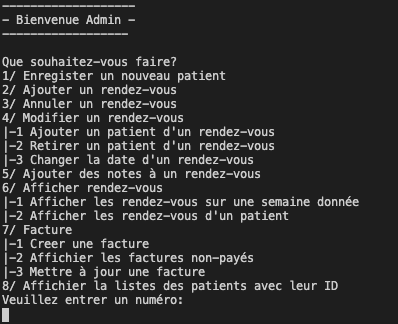 -------------------
- Bienvenue Admin -
------------------
Que souhaitez-vous faire?
1/ Enregister un nouveau patient
2/ Ajouter un rendez-vous
3/ Annuler un rendez-vous
4/ Modifier un rendez-vous
|-1 Ajouter un patient d'un rendez-vous
|-2 Retirer un patient d'un rendez-vous
|-3 Changer la date d'un rendez-vous
5/ Ajouter des notes à un rendez-vous
6/ Afficher rendez-vous
|-1 Afficher les rendez-vous sur une semaine donnée
|-2 Afficher les rendez-vous d'un patient
7/ Facture
|-1 Creer une facture
|-2 Affichier les factures non-payés
|-3 Mettre à jour une facture
8/ Affichier la listes des patients avec leur ID
Veuillez entrer un numéro: